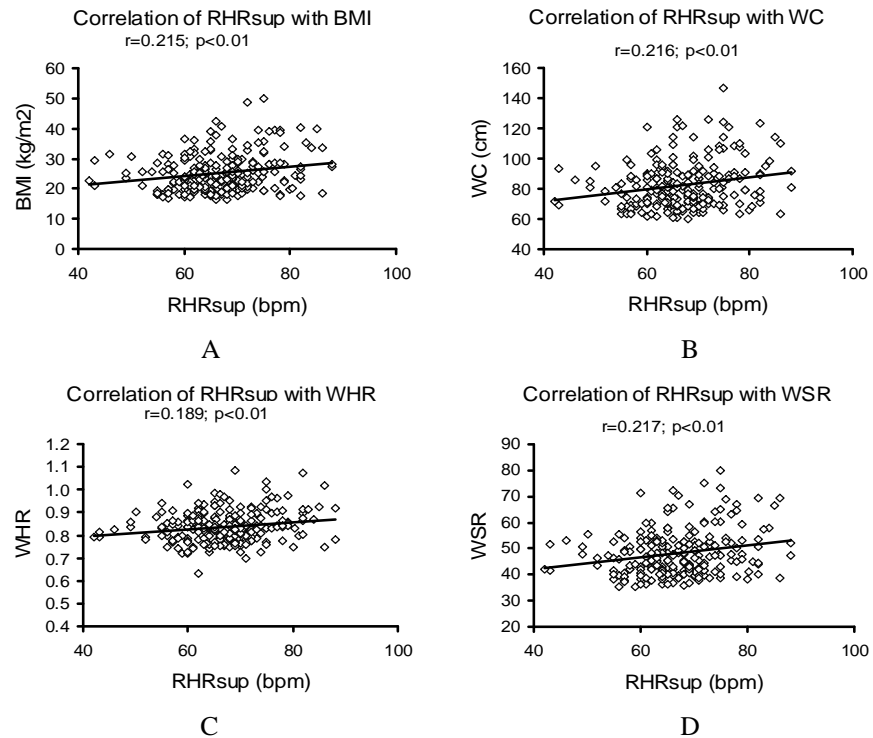 Correlation of RHRsup with BMI
r=0.215; p<0.01
50
40
30
20
10
0
60
BMI (kg/m2)
40
60
80
100
RHRsup (bpm)
A
Correlation of RHRsup with WC
r=0.216; p<0.01
160
140
120
100
80
60
40
WC (cm)
40
60
80
100
RHRsup (bpm)
B
Correlation of RHRsup with WHR
r=0.189; p<0.01
1.2
1.1
1.0
0.9
0.8
0.7
0.6
0.5
0.4
WHR
40
60
80
100
RHRsup (bpm)
C
Correlation of RHRsup with WSR
r=0.217; p<0.01
90
80
70
60
50
40
30
20
WSR
40
60
80
100
RHRsup (bpm)
D